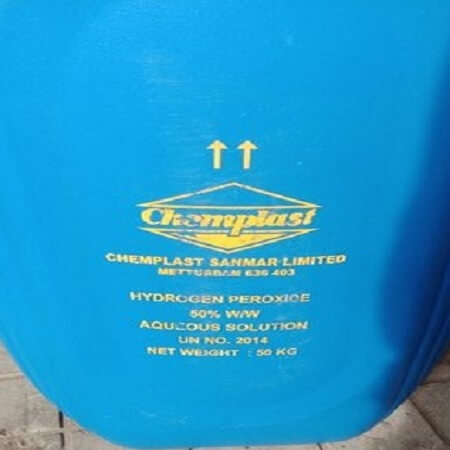 Chemplast
CHEMPLAST SANMAR LIMITED
METTURDAM 636 403
HYDROGEN PEROXIDE
50% W/W
AQUEOUS SOLUTION
UN NO. 2014
NET WEIGHT : 50 KG